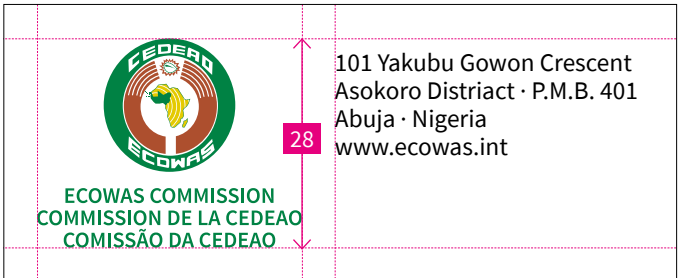 CEDEAO
ECOWAS
ECOWAS COMMISSION
COMMISSION DE LA CEDEAO
COMISSÃO DA CEDEAO
28
101 Yakubu Gowon Crescent
Asokoro Distriact · P.M.B. 401
Abuja · Nigeria
www.ecowas.int